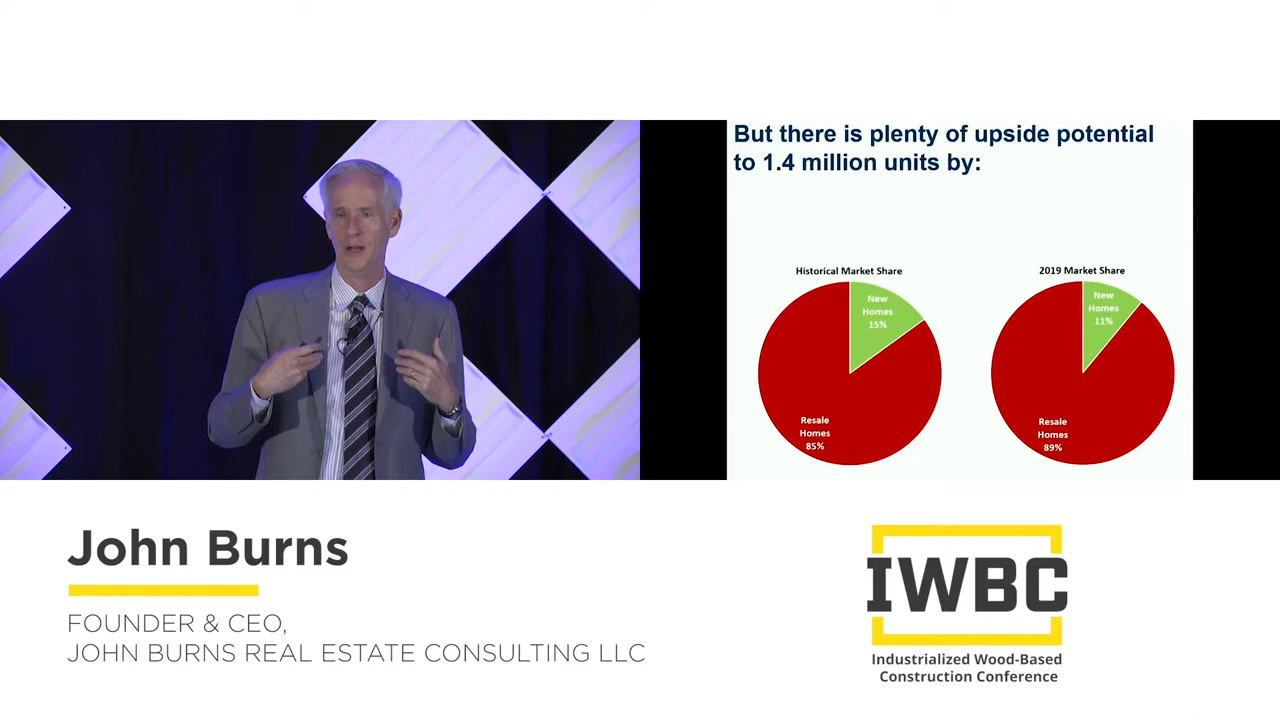 But there is plenty of upside potential
to 1.4 million units by:
Historical Market Share
New
Homes
15%
Resale
Homes
85%
2019 Market Share
New
Homes
11%
Resale
Homes
89%
John Burns
FOUNDER & CEO,
JOHN BURNS REAL ESTATE CONSULTING LLC
IWBC
Industrialized Wood-Based
Construction Conference